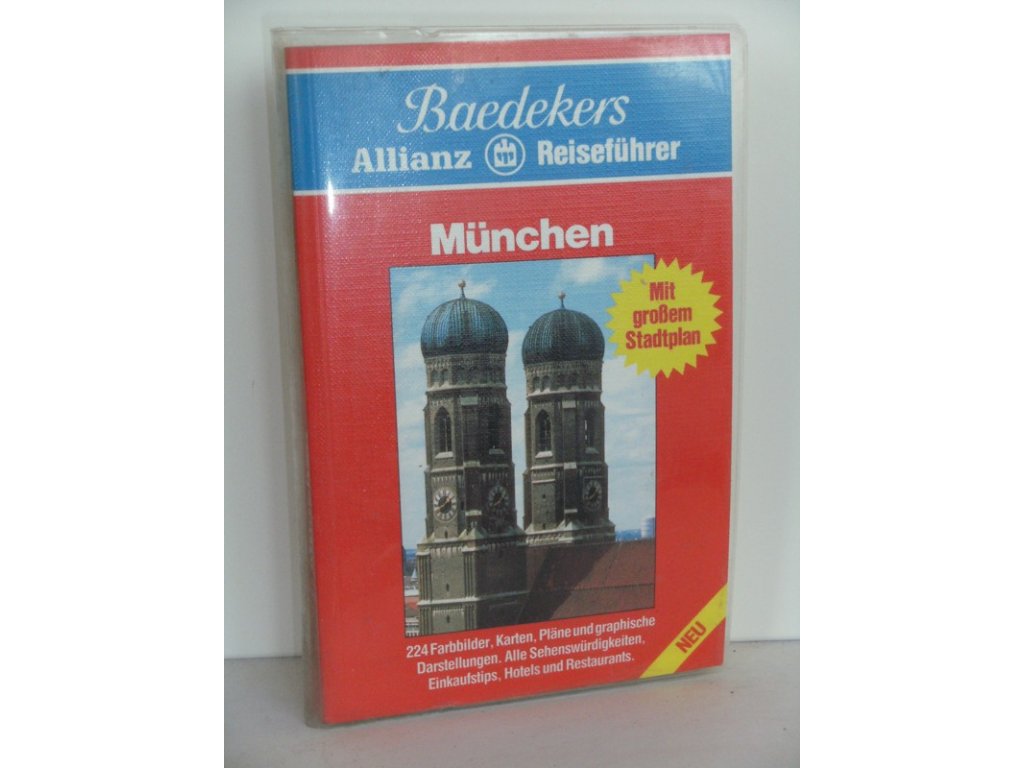 Baedekers
Allianz Reiseführer
München
Mit
großem
Stadtplan
224 Farbbilder, Karten, Pläne und graphische
Darstellungen. Alle Sehenswürdigkeiten,
Einkaufstips, Hotels und Restaurants.
NEU